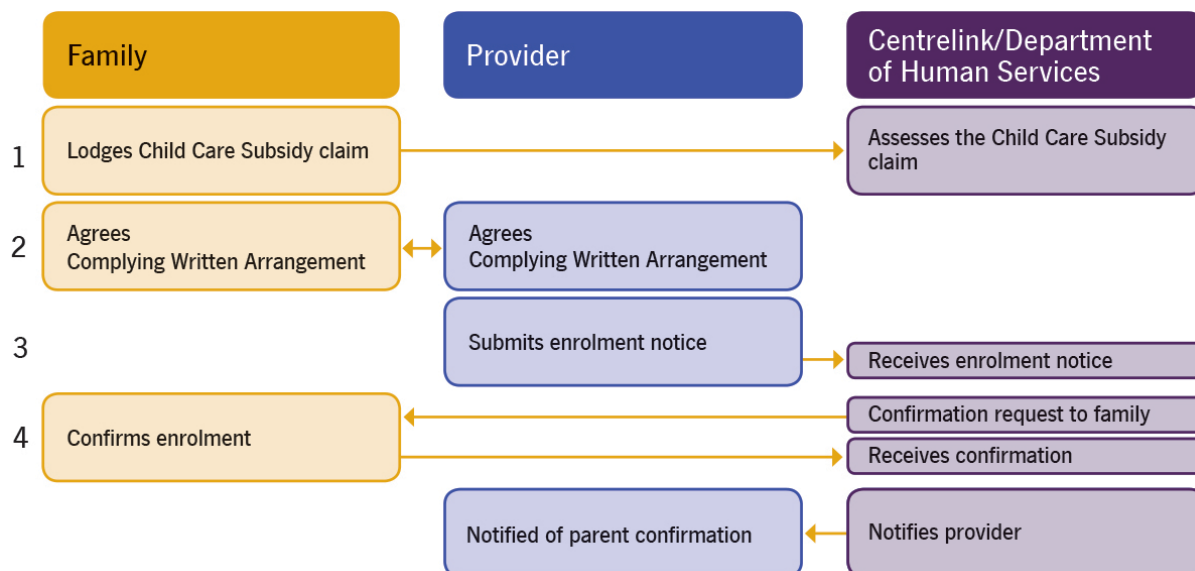 Family
Provider
Centrelink/Department
of Human Services
1
Lodges Child Care Subsidy claim
Assesses the Child Care Subsidy
claim
2
Agrees
Complying Written Arrangement
Agrees
Complying Written Arrangement
3
Submits enrolment notice
Receives enrolment notice
4
Confirms enrolment
Confirmation request to family
Receives confirmation
Notified of parent confirmation
Notifies provider